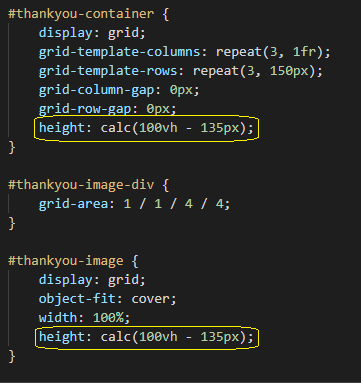 #thankyou-container {
    display: grid;
    grid-template-columns: repeat(3, 1fr);
    grid-template-rows: repeat(3, 150px);
    grid-column-gap: 0px;
    grid-row-gap: 0px;
    height: calc(100vh - 135px);
}
#thankyou-image-div {
    grid-area: 1 / 1 / 4 / 4;
}
#thankyou-image {
    display: grid;
    object-fit: cover;
    width: 100%;
    height: calc(100vh - 135px);
}